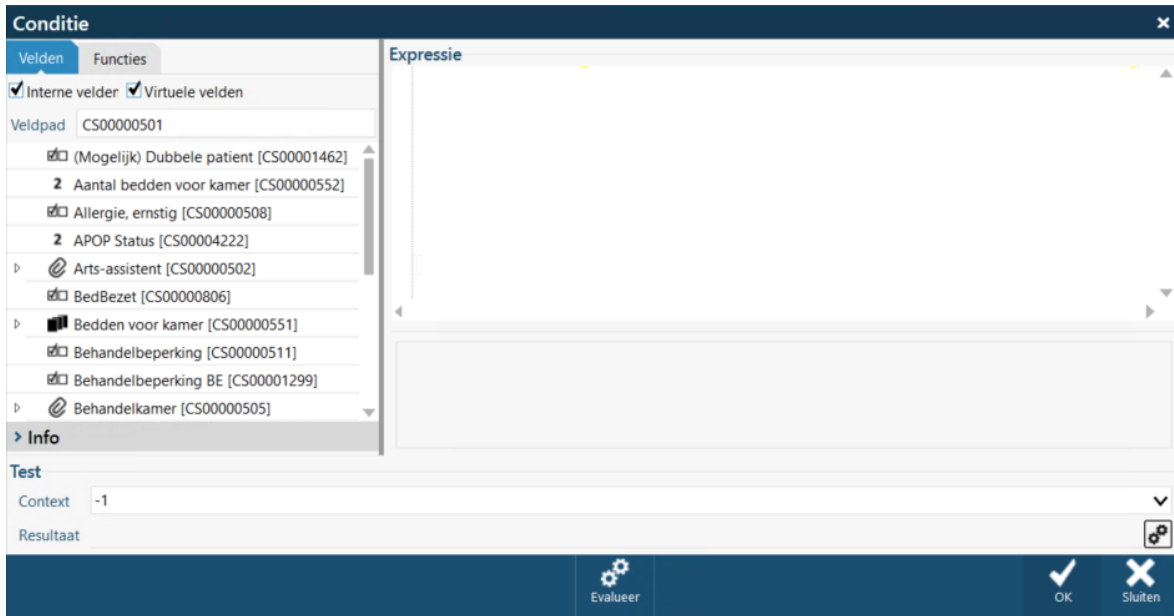 Conditie
Velden
Functies
Interne velden
Virtuele velden
Veldpad
CS00000501
(Mogelijk) Dubbele patient [CS00001462]
2 Aantal bedden voor kamer [CS00000552]
Allergie, ernstig [CS00000508]
2 APOP Status [CS00004222]
Arts-assistent [CS00000502]
BedBezet [CS00000806]
Bedden voor kamer [CS00000551]
Behandelbeperking [CS00000511]
Behandelbeperking BE [CS00001299]
Behandelkamer [CS00000505]
Info
Expressie
Test
Context
-1
Resultaat
Evalueer
OK
Sluiten